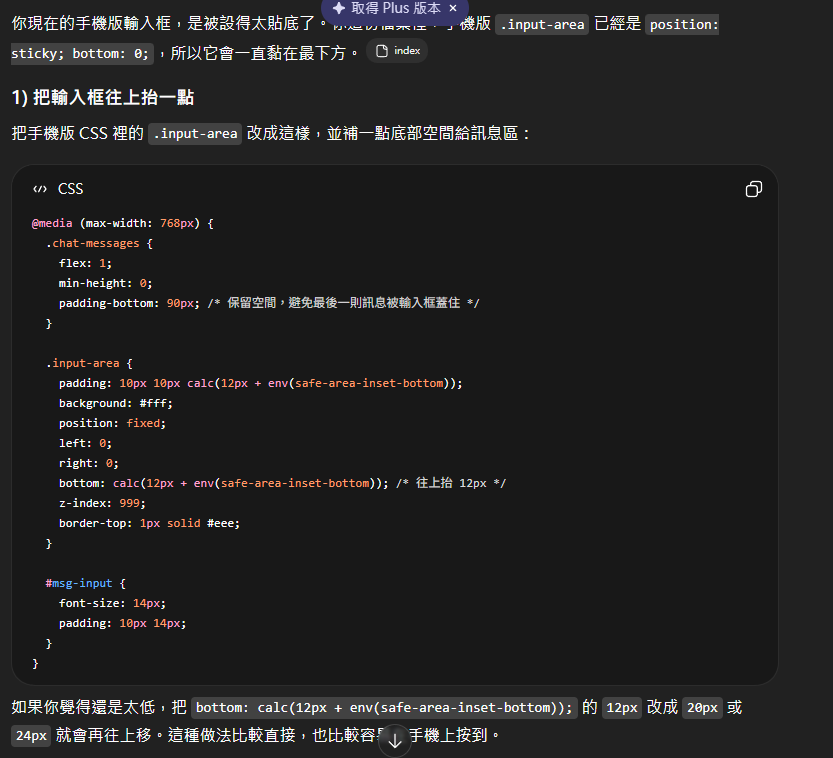 取得 Plus 版本 ×
你現在的手機版輸入框，是被設得太貼底了。 手機版 .input-area 已經是 position:
sticky; bottom: 0; ，所以它會一直黏在最下方。 index
1) 把輸入框往上抬一點
把手機版 CSS 裡的 .input-area 改成這樣，並補一點底部空間給訊息區：
CSS
@media (max-width: 768px) {
.chat-messages {
flex: 1;
min-height: 0;
padding-bottom: 90px; /* 保留空間，避免最後一則訊息被輸入框蓋住 */
}
.input-area {
padding: 10px 10px calc(12px + env(safe-area-inset-bottom));
background: #fff;
position: fixed;
left: 0;
right: 0;
bottom: calc(12px + env(safe-area-inset-bottom)); /* 往上抬 12px */
z-index: 999;
border-top: 1px solid #eee;
}
#msg-input {
font-size: 14px;
padding: 10px 14px;
}
}
如果你覺得還是太低，把 bottom: calc(12px + env(safe-area-inset-bottom)); 的 12px 改成 20px 或
24px 就會再往上移。這種做法比較直接，也比較容 手機上按到。